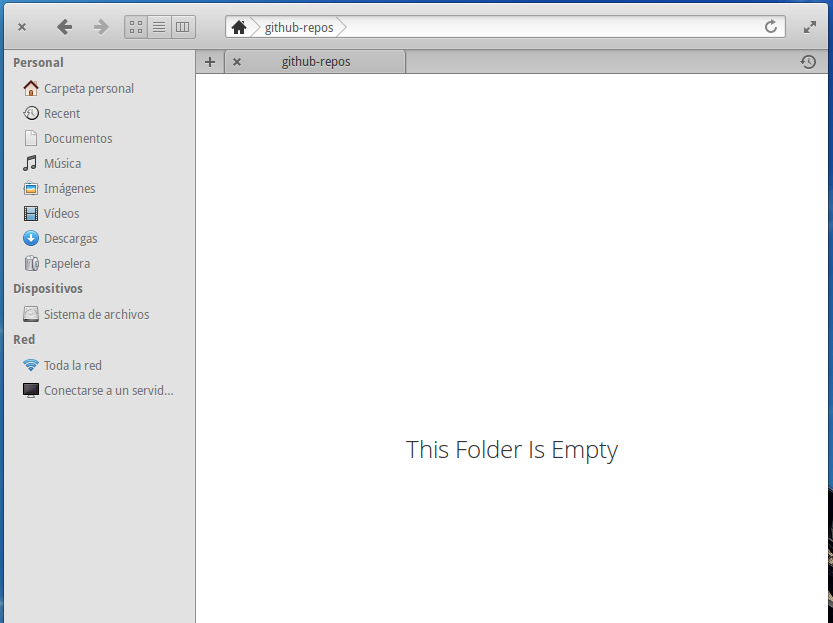 github-repos
github-repos
Personal
Carpeta personal
Recent
Documentos
Música
Imágenes
Vídeos
Descargas
Papelera
Dispositivos
Sistema de archivos
Red
Toda la red
Conectarse a un servid...
This Folder Is Empty